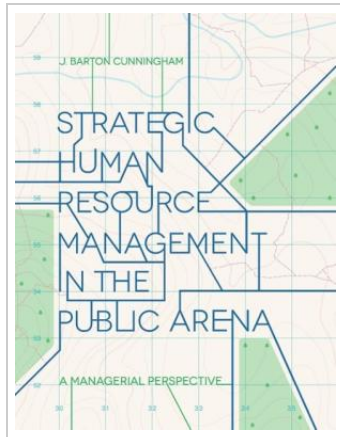 J. BARTON CUNNINGHAM
STRATEGIC
HUMAN
RESOURCE
MANAGEMENT
IN THE
PUBLIC ARENA
A MANAGERIAL PERSPECTIVE